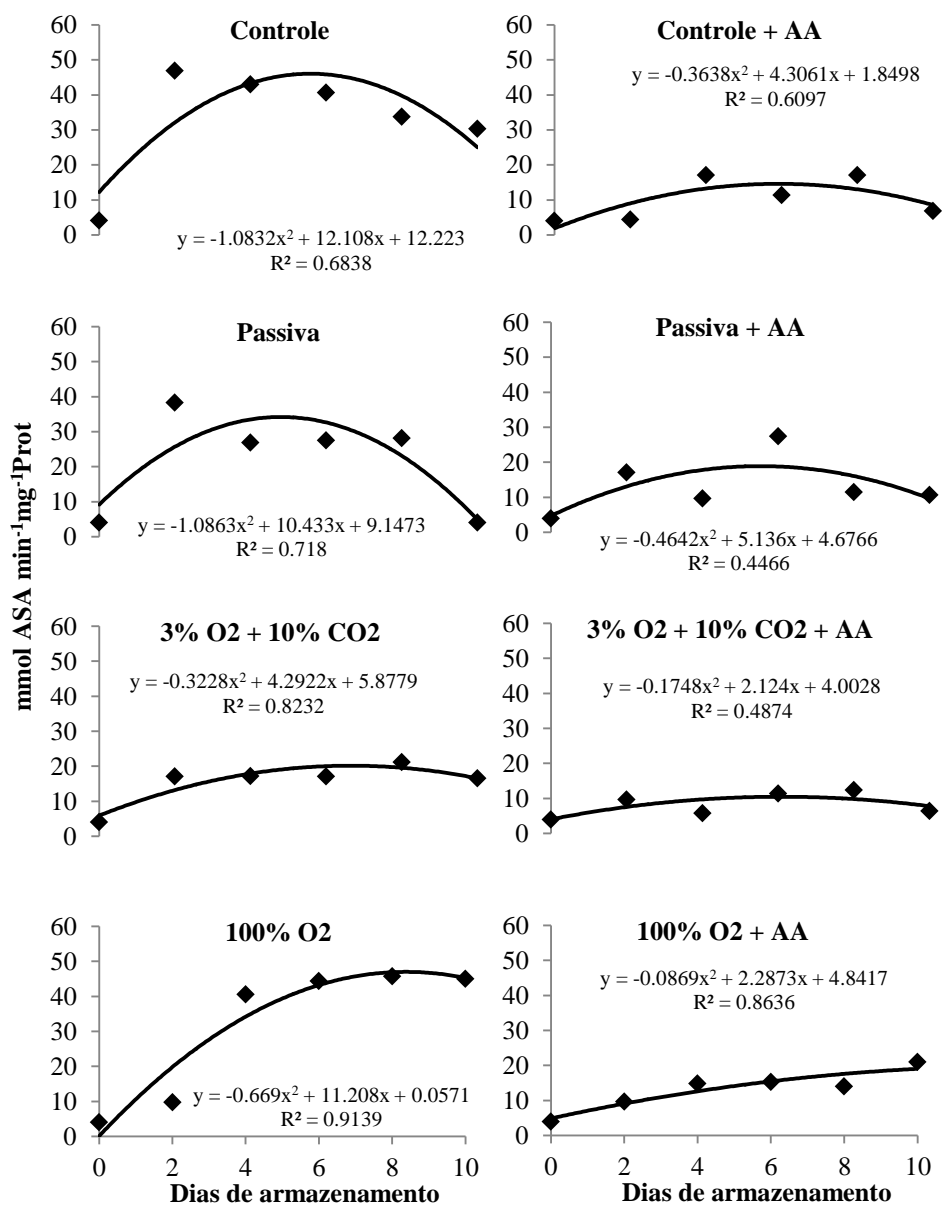 Controle
60
50
40
30
20
10
0
y = -1.0832x² + 12.108x + 12.223
R² = 0.6838
Controle + AA
60
50
40
30
20
10
0
y = -0.3638x² + 4.3061x + 1.8498
R² = 0.6097
mmol ASA min⁻¹mg⁻¹Prot
Passiva
60
50
40
30
20
10
0
y = -1.0863x² + 10.433x + 9.1473
R² = 0.718
Passiva + AA
60
50
40
30
20
10
0
y = -0.4642x² + 5.136x + 4.6766
R² = 0.4466
3% O2 + 10% CO2
60
50
40
30
20
10
0
y = -0.3228x² + 4.2922x + 5.8779
R² = 0.8232
3% O2 + 10% CO2 + AA
60
50
40
30
20
10
0
y = -0.1748x² + 2.124x + 4.0028
R² = 0.4874
100% O2
60
50
40
30
20
10
0
y = -0.669x² + 11.208x + 0.0571
R² = 0.9139
0 2 4 6 8 10
Dias de armazenamento
100% O2 + AA
60
50
40
30
20
10
0
y = -0.0869x² + 2.2873x + 4.8417
R² = 0.8636
0 2 4 6 8 10
Dias de armazenamento